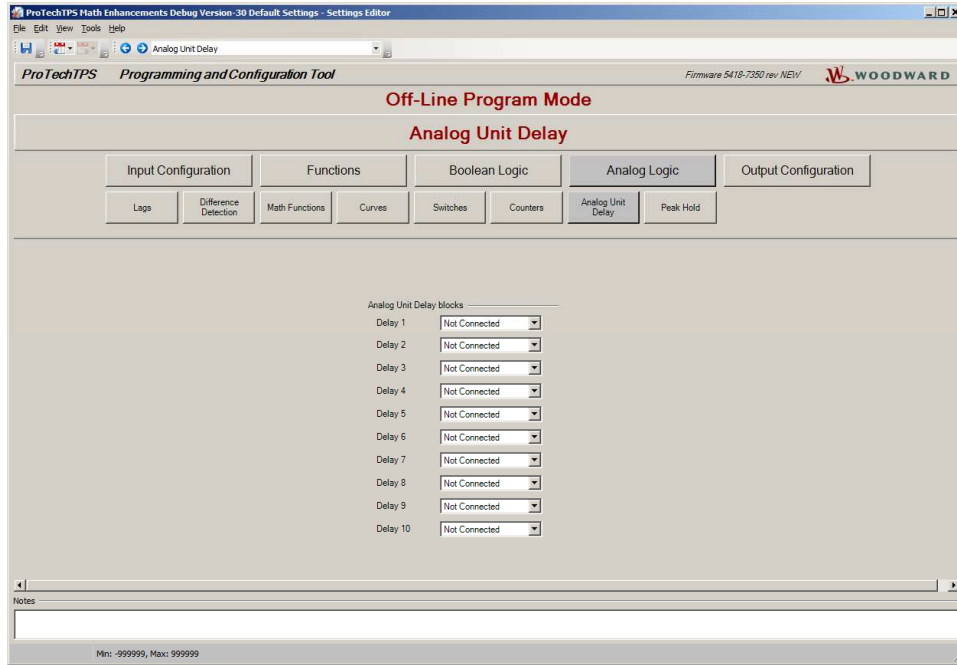 ProTechTPS Math Enhancements Debug Version-30 Default Settings - Settings Editor
File Edit View Tools Help
Analog Unit Delay
ProTechTPS Programming and Configuration Tool Firmware 5418-7350 rev NEW WOODWARD
Off-Line Program Mode
Analog Unit Delay
Input Configuration Functions Boolean Logic Analog Logic Output Configuration
Lags Difference Detection Math Functions Curves Switches Counters Analog Unit Delay Peak Hold
Analog Unit Delay blocks
Delay 1 Not Connected
Delay 2 Not Connected
Delay 3 Not Connected
Delay 4 Not Connected
Delay 5 Not Connected
Delay 6 Not Connected
Delay 7 Not Connected
Delay 8 Not Connected
Delay 9 Not Connected
Delay 10 Not Connected
Notes
Min: -999999, Max: 999999